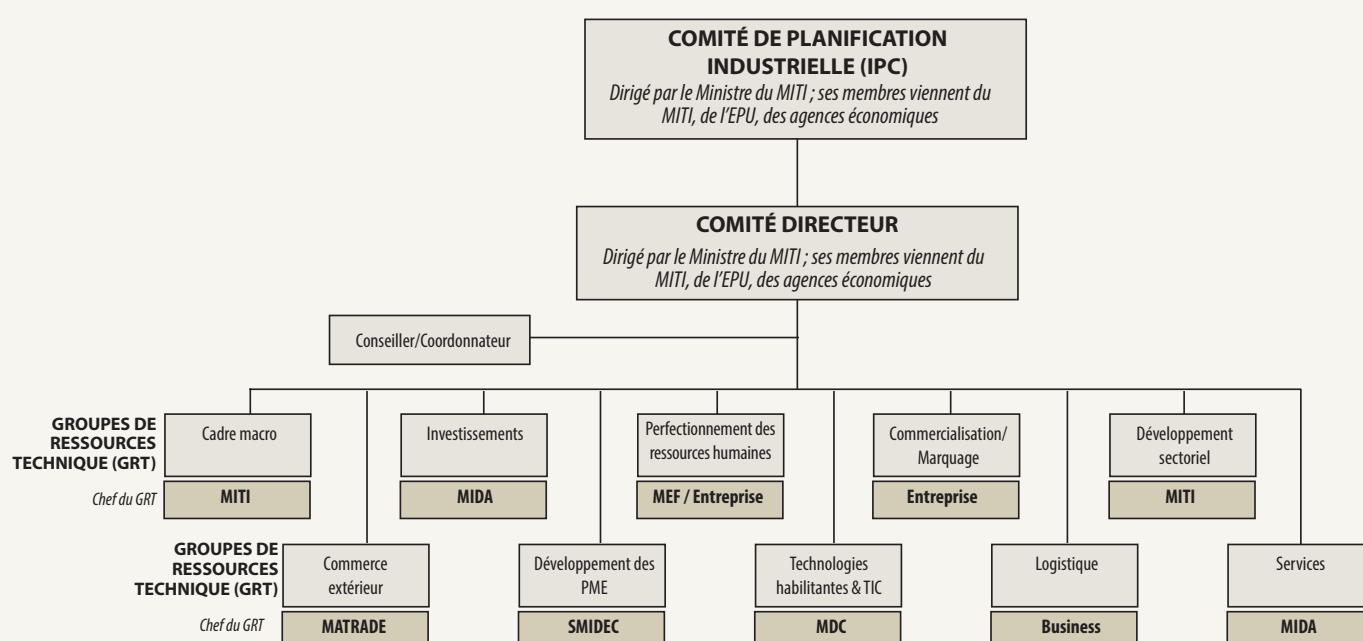 COMITÉ DE PLANIFICATION
INDUSTRIELLE (IPC)
Dirigé par le Ministre du MITI ; ses membres viennent du
MITI, de l'EPU, des agences économiques
COMITÉ DIRECTEUR
Dirigé par le Ministre du MITI ; ses membres viennent du
MITI, de l'EPU, des agences économiques
Conseiller/Coordonnateur
GROUPES DE
RESSOURCES
TECHNIQUE (GRT)
Cadre macro
Investissements
Perfectionnement des
ressources humaines
Commercialisation/
Marquage
Développement
sectoriel
Chef du GRT
MITI
MIDA
MEF / Entreprise
Entreprise
MITI
GROUPES DE
RESSOURCES
TECHNIQUE (GRT)
Commerce
extérieur
Développement des
PME
Technologies
habilitantes & TIC
Logistique
Services
Chef du GRT
MATRADE
SMIDEC
MDC
Business
MIDA